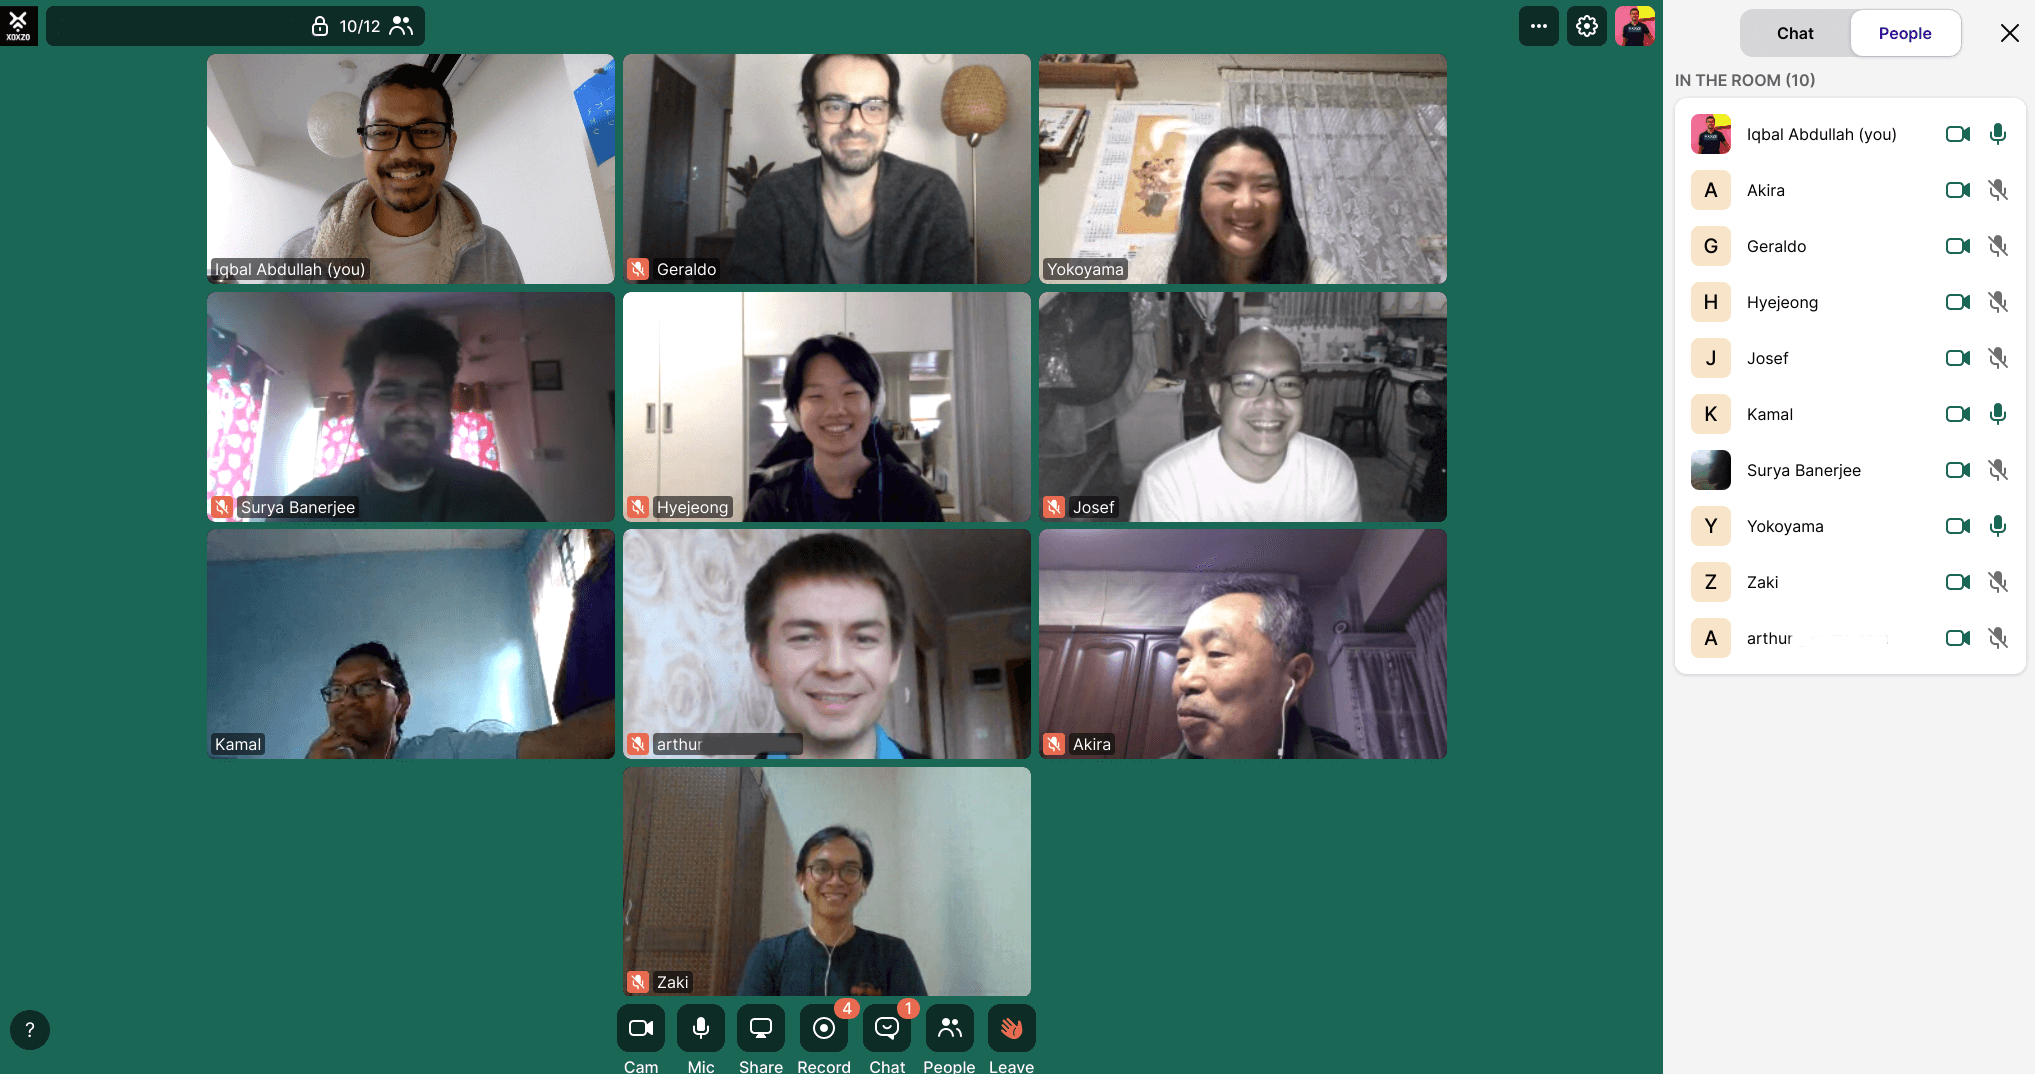 XOXZO
10/12
Iqbal Abdullah (you)
Geraldo
Yokoyama
Surya Banerjee
Hyejeong
Josef
Kamal
arthur
Akira
Zaki
4
1
Cam
Mic
Share
Record
Chat
People
Leave
?
Chat
People
IN THE ROOM (10)
Iqbal Abdullah (you)
A
Akira
G
Geraldo
H
Hyejeong
J
Josef
K
Kamal
Surya Banerjee
Y
Yokoyama
Z
Zaki
A
arthur